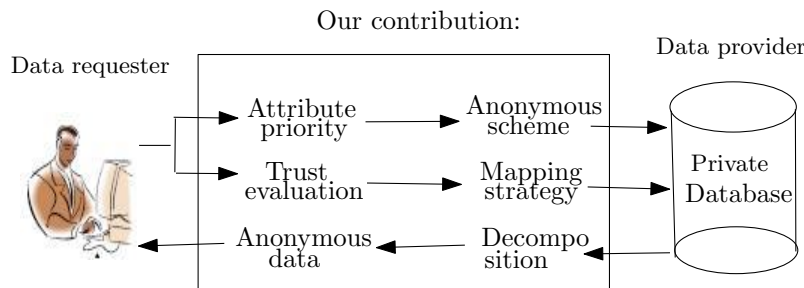 Our contribution:
Data provider
Data requester
Attribute
priority
Anonymous
scheme
Trust
evaluation
Mapping
strategy
Private
Database
Anonymous
data
Decompo
sition